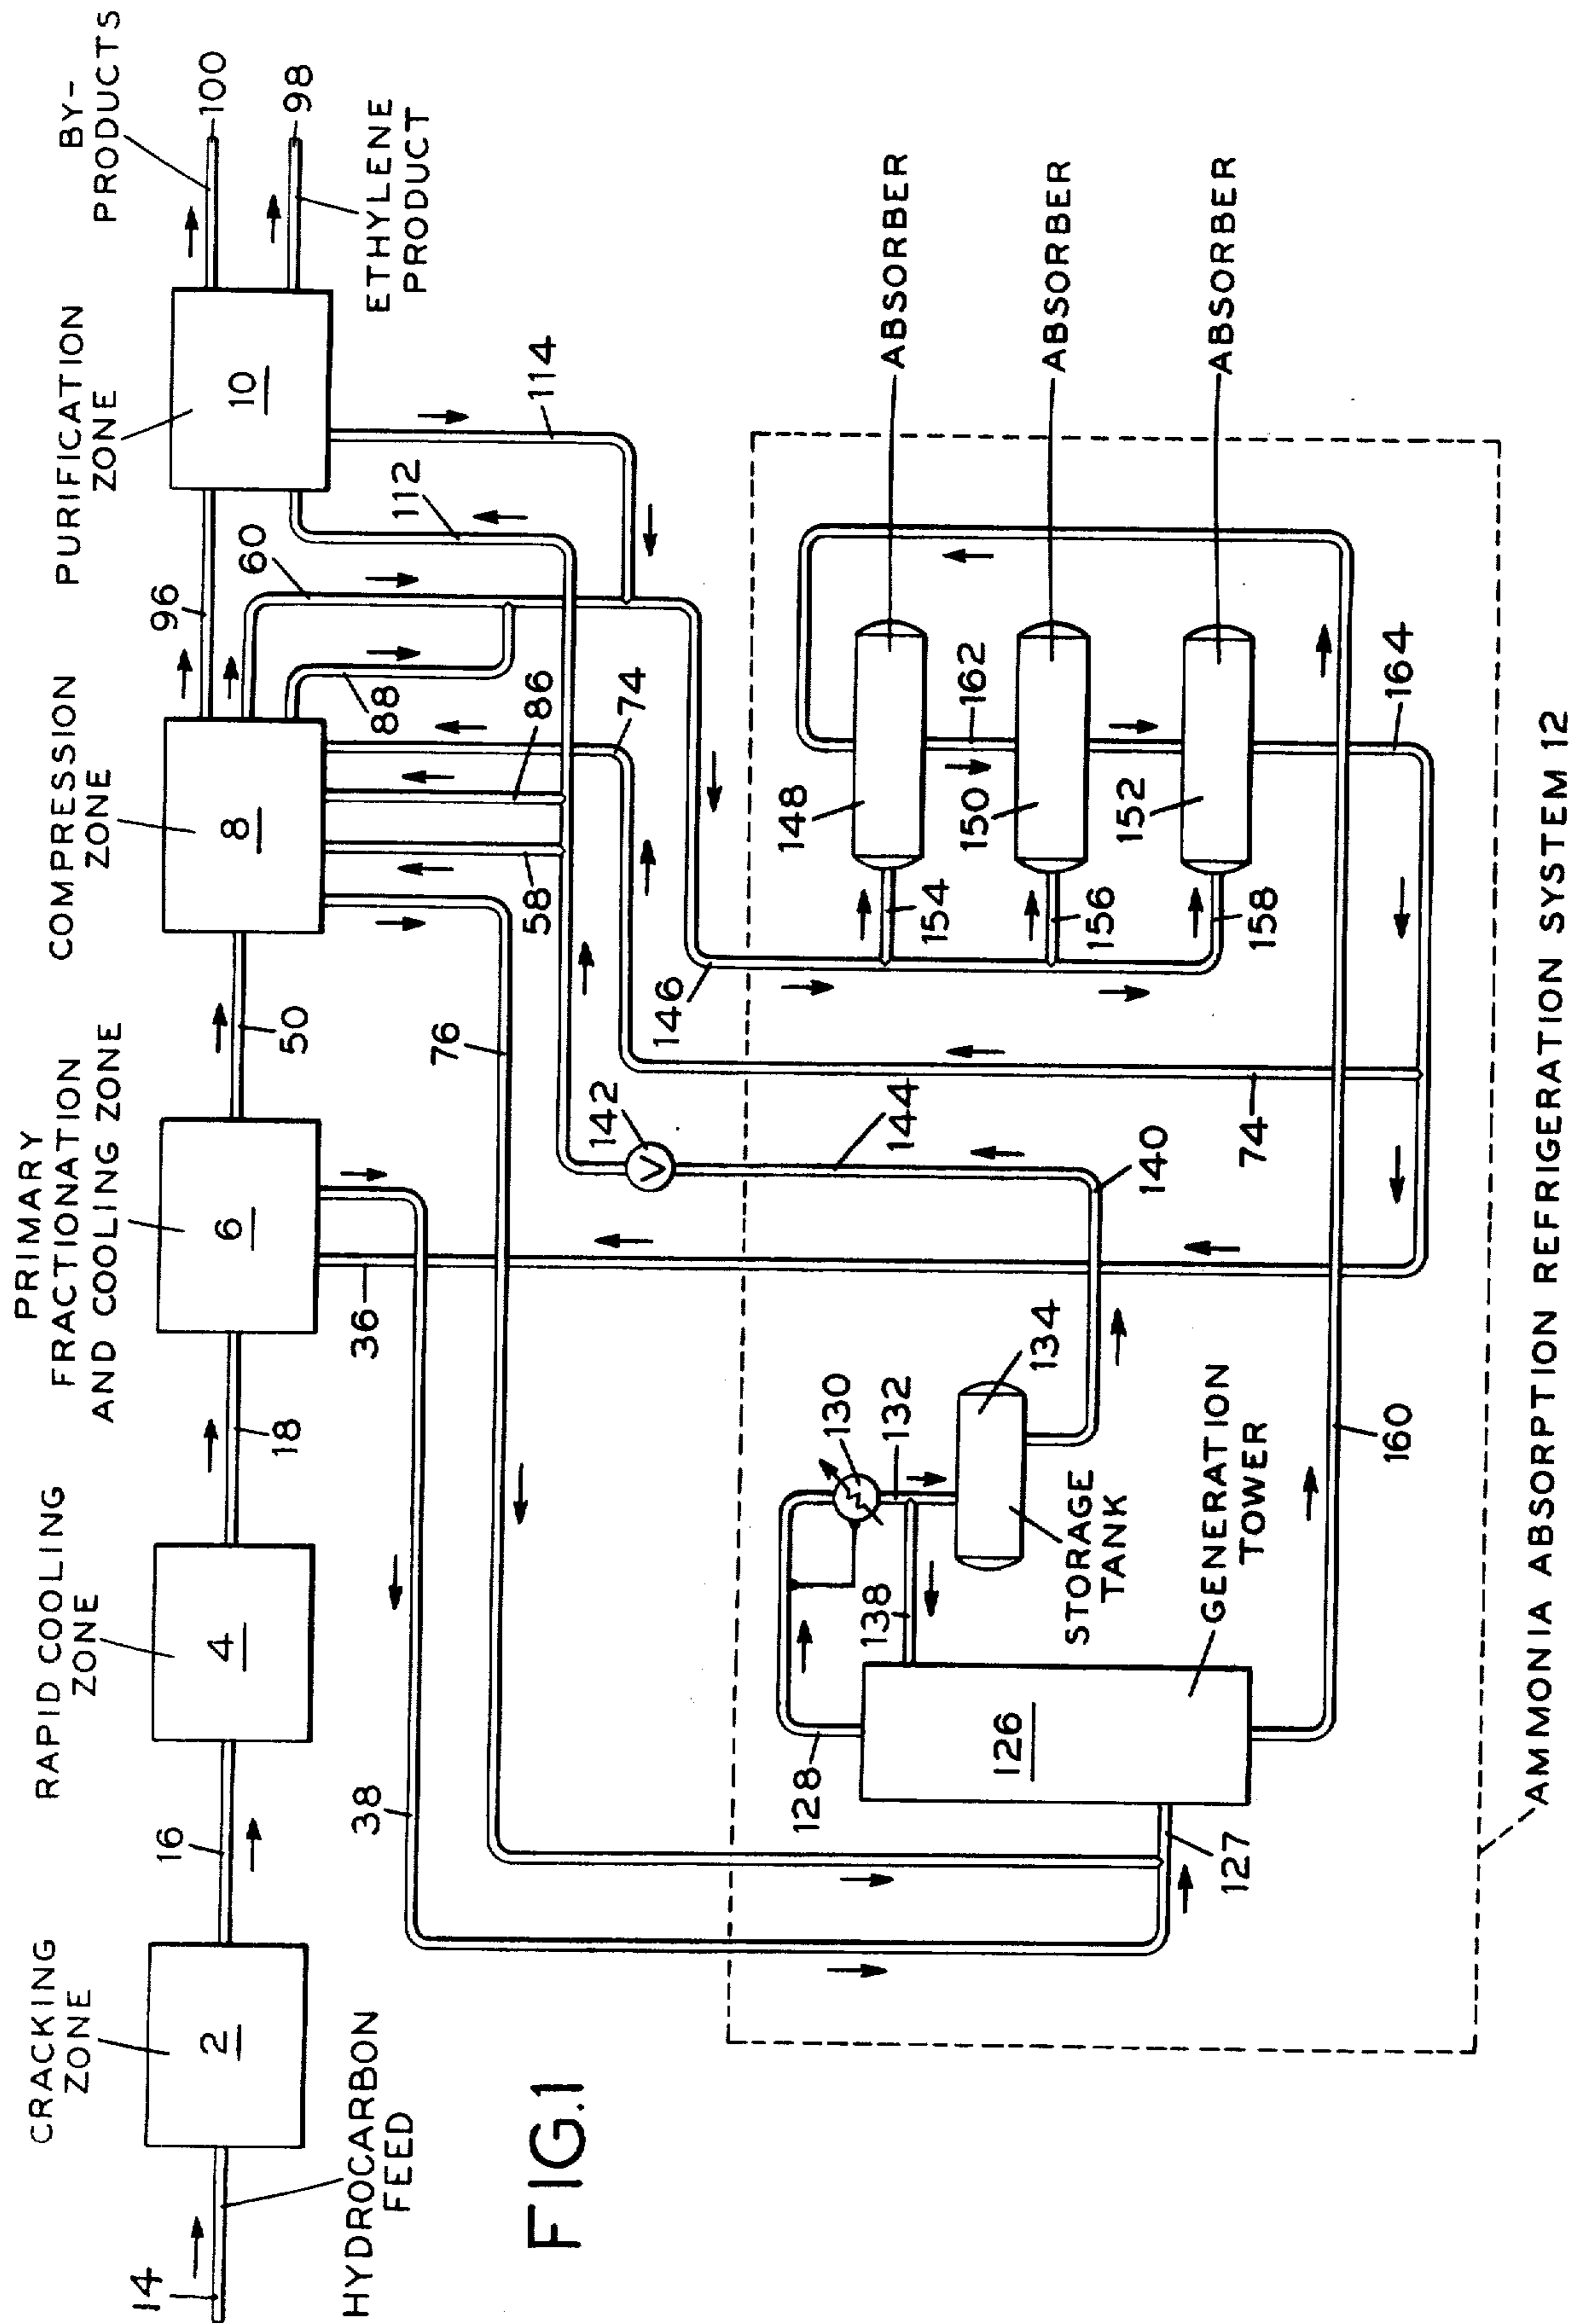 BY-
PRODUCTS
100
98
ETHYLENE
PRODUCT
PURIFICATION
ZONE
10
96
60
112
114
COMPRESSION
ZONE
8
88
86
74
58
76
50
PRIMARY
FRACTIONATION
AND COOLING ZONE
6
36
18
RAPID COOLING
ZONE
4
16
38
CRACKING
ZONE
2
14
HYDROCARBON
FEED
FIG.1
ABSORBER
ABSORBER
ABSORBER
148
162
150
152
164
154
156
158
146
142
V
144
140
74
130
132
134
STORAGE
TANK
138
128
126
GENERATION
TOWER
127
160
AMMONIA ABSORPTION REFRIGERATION SYSTEM 12